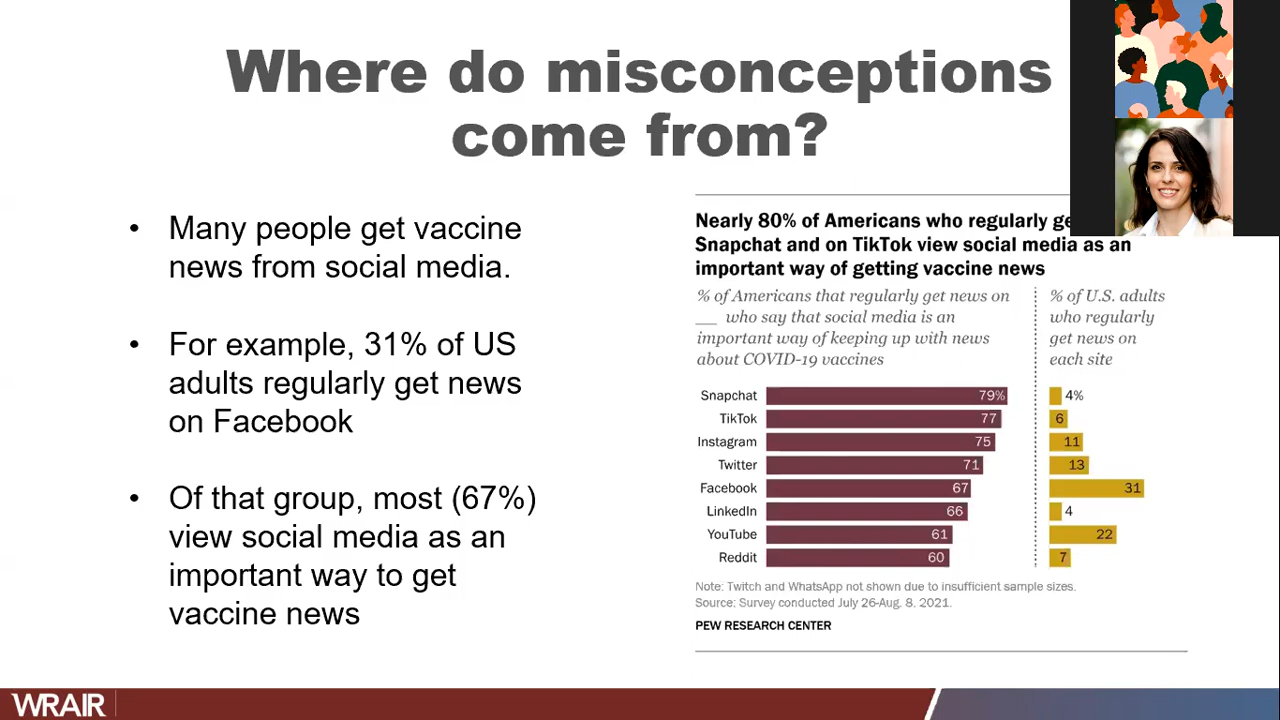 Where do misconceptions
come from?
• Many people get vaccine
news from social media.
• For example, 31% of US
adults regularly get news
on Facebook
• Of that group, most (67%)
view social media as an
important way to get
vaccine news
Nearly 80% of Americans who regularly
Snapchat and on TikTok view social media as an
important way of getting vaccine news
% of Americans that regularly get news on
__ who say that social media is an
important way of keeping up with news
about COVID-19 vaccines
% of U.S. adults
who regularly
get news on
each site
Snapchat 79% 4%
TikTok 77 6
Instagram 75 11
Twitter 71 13
Facebook 67 31
LinkedIn 66 4
YouTube 61 22
Reddit 60 7
Note: Twitch and WhatsApp not shown due to insufficient sample sizes.
Source: Survey conducted July 26-Aug. 8. 2021.
PEW RESEARCH CENTER
WRAIR